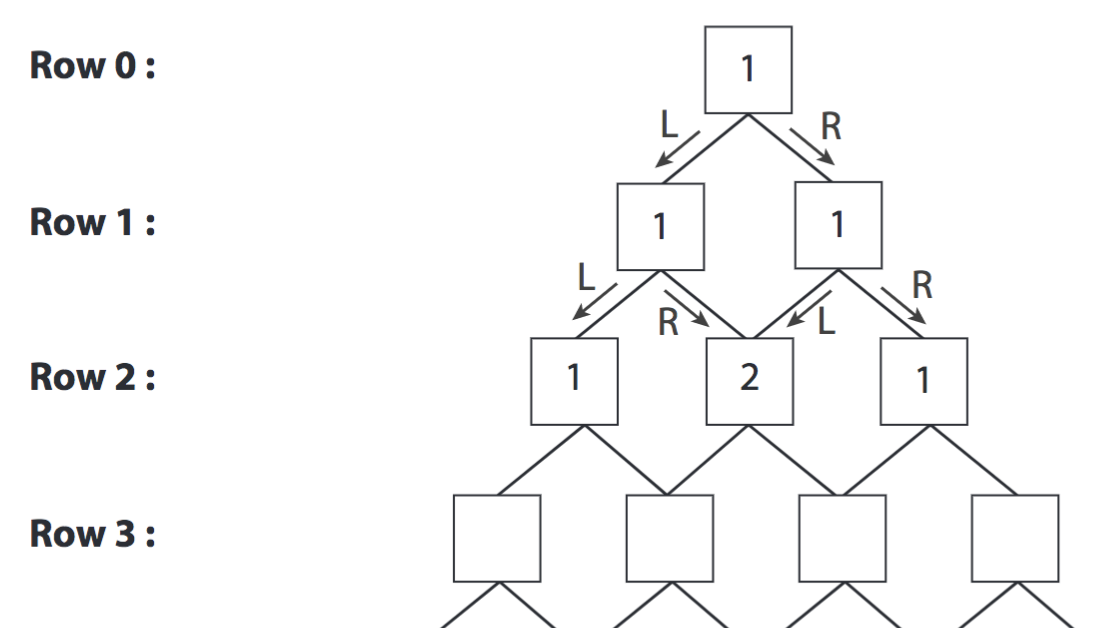 Row 0 :
1
L R
Row 1 :
1 1
L R L R
Row 2 :
1 2 1
Row 3 :